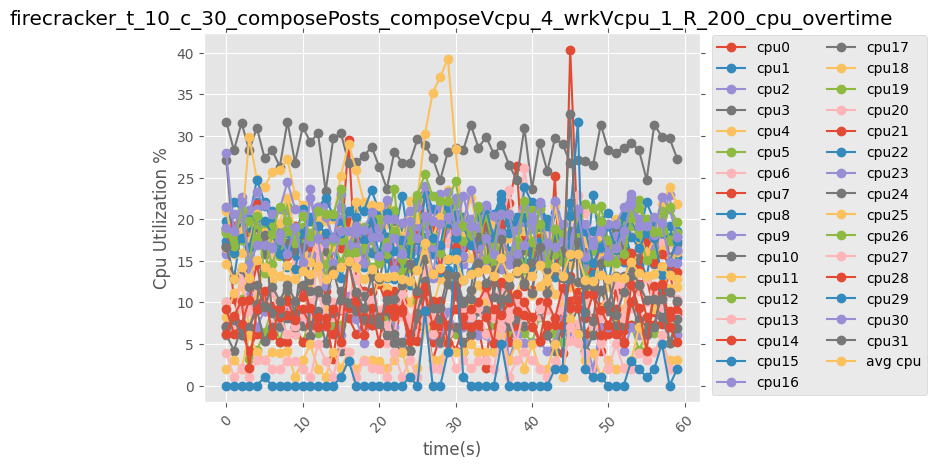 firecracker_t_10_c_30_composePosts_composeVcpu_4_wrkVcpu_1_R_200_cpu_overtime
Cpu Utilization %
40
35
30
25
20
15
10
5
0
0
10
20
30
40
50
60
time(s)
cpu0
cpu1
cpu2
cpu3
cpu4
cpu5
cpu6
cpu7
cpu8
cpu9
cpu10
cpu11
cpu12
cpu13
cpu14
cpu15
cpu16
cpu17
cpu18
cpu19
cpu20
cpu21
cpu22
cpu23
cpu24
cpu25
cpu26
cpu27
cpu28
cpu29
cpu30
cpu31
avg cpu